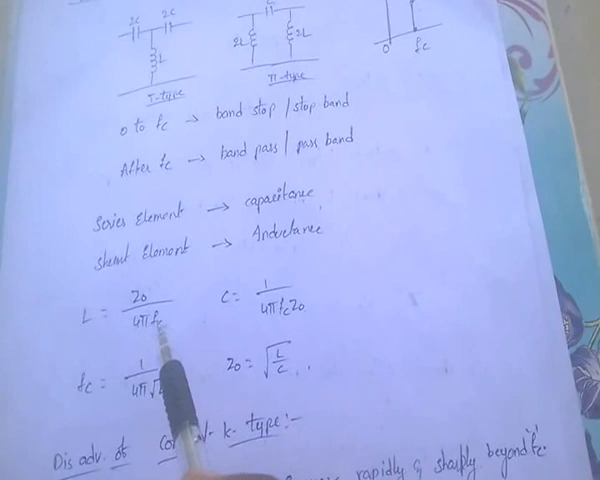 2C 2C C
L 2L 2L
T-type π-type 0 fc
0 to fc → band stop / stop band
After fc → band pass / pass band
Series Element → capacitance
Shunt Element → Inductance
L = Z0 / 4πfc C = 1 / 4πfcZ0
fc = 1 / 4π√ Z0 = √L/C
Dis adv. of k-type:-
rapidly & sharply beyond "fc"